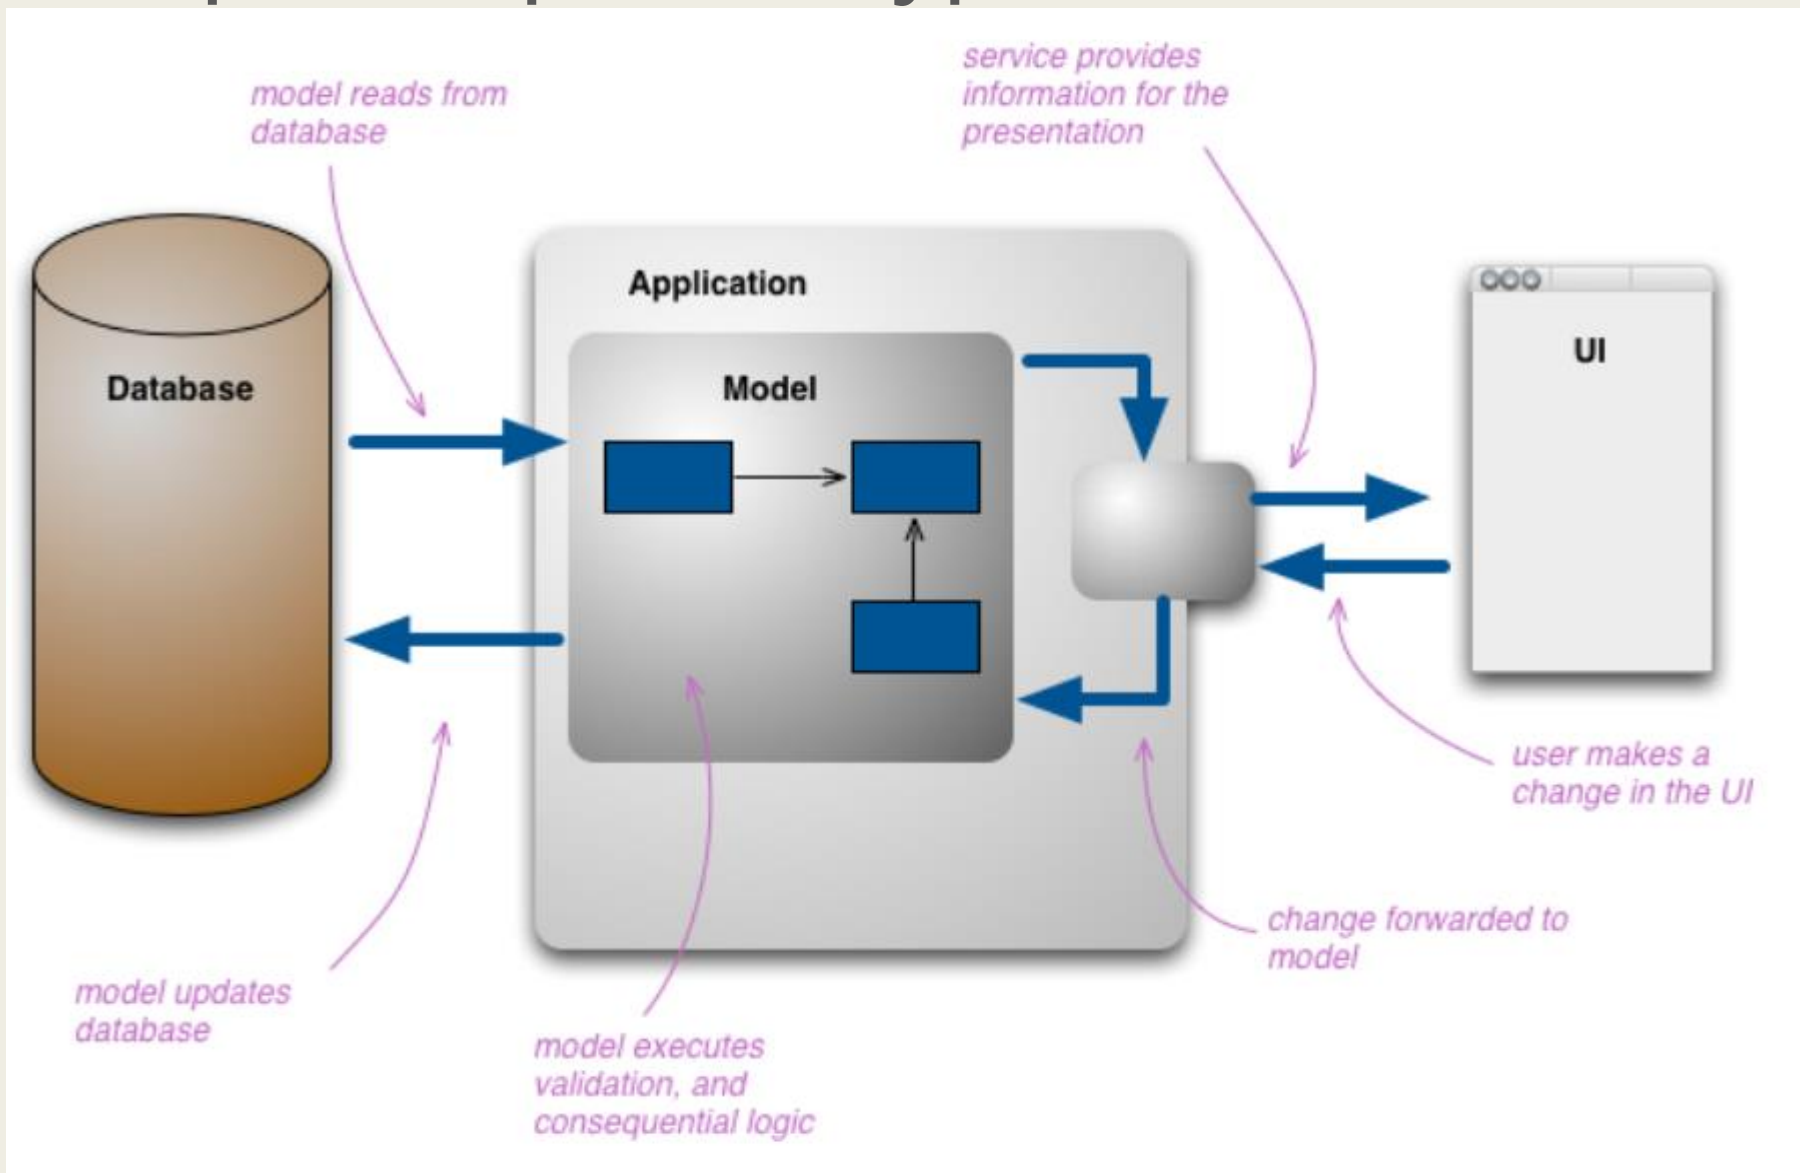 model reads from
database
service provides
information for the
presentation
Application
UI
Database
Model
user makes a
change in the UI
change forwarded to
model
model updates
database
model executes
validation, and
consequential logic